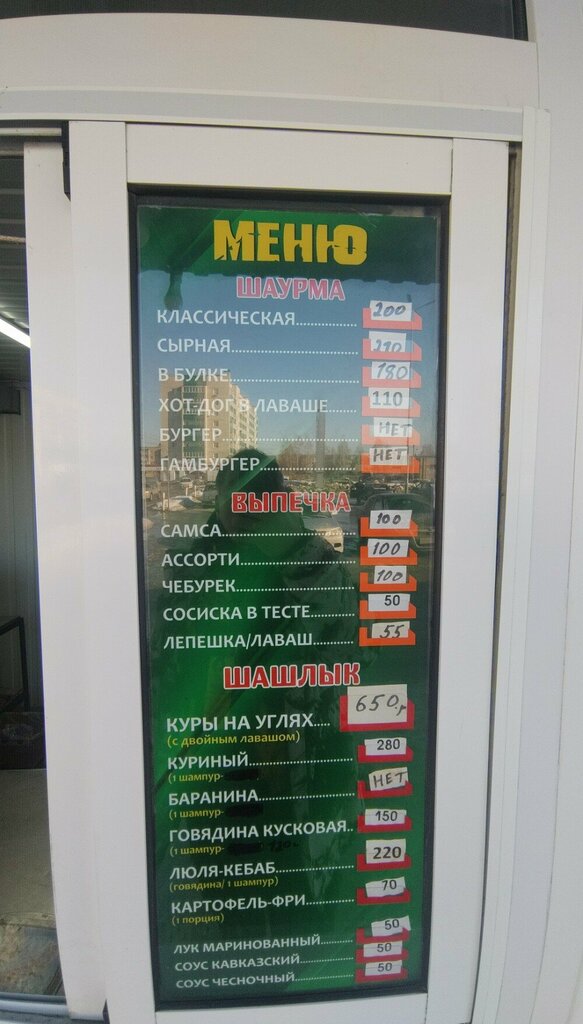 МЕНЮ
ШАУРМА
КЛАССИЧЕСКАЯ 200
СЫРНАЯ 210
В БУЛКЕ 180
ХОТ-ДОГ В ЛАВАШЕ 110
БУРГЕР НЕТ
ГАМБУРГЕР НЕТ
ВЫПЕЧКА
САМСА 100
АССОРТИ 100
ЧЕБУРЕК 100
СОСИСКА В ТЕСТЕ 50
ЛЕПЕШКА/ЛАВАШ 55
ШАШЛЫК
КУРЫ НА УГЛЯХ 650р
(с двойным лавашом)
КУРИНЫЙ 280
(1 шампур-
БАРАНИНА НЕТ
(1 шампур-
ГОВЯДИНА КУСКОВАЯ 150
(1 шампур-
ЛЮЛЯ-КЕБАБ 220
(говядина/ 1 шампур)
КАРТОФЕЛЬ-ФРИ 70
(1 порция)
ЛУК МАРИНОВАННЫЙ 50
СОУС КАВКАЗСКИЙ 50
СОУС ЧЕСНОЧНЫЙ 50